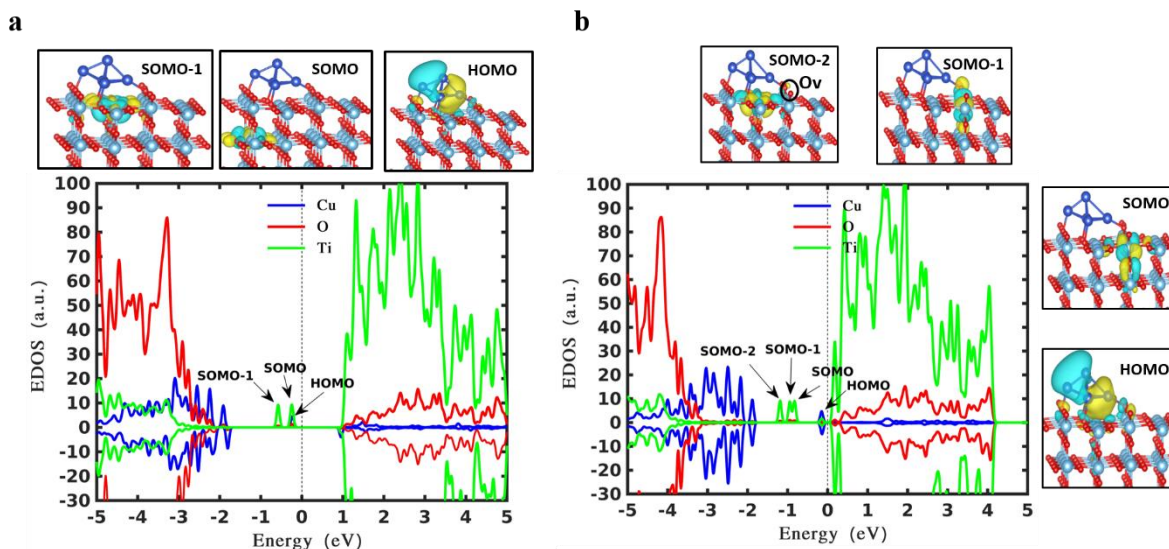 a
SOMO-1
SOMO
HOMO
100
90
80
70
60
50
40
30
20
10
0
-10
-20
-30
EDOS (a.u.)
Cu
O
Ti
SOMO-1
SOMO
HOMO
-5 -4 -3 -2 -1 0 1 2 3 4 5
Energy (eV)
b
SOMO-2
Ov
SOMO-1
100
90
80
70
60
50
40
30
20
10
0
-10
-20
-30
EDOS (a.u.)
Cu
O
Ti
SOMO-2
SOMO-1
SOMO
HOMO
-5 -4 -3 -2 -1 0 1 2 3 4 5
Energy (eV)
SOMO
HOMO